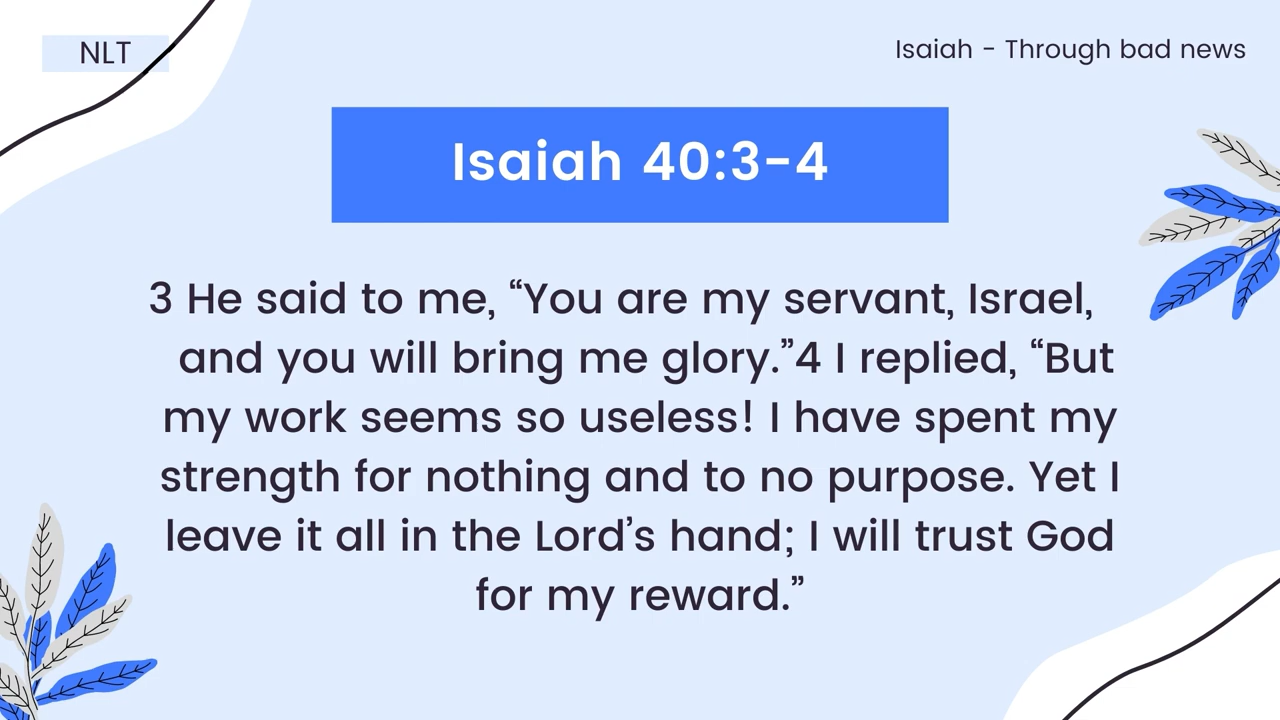 NLT
Isaiah - Through bad news
Isaiah 40:3-4
3 He said to me, “You are my servant, Israel,
and you will bring me glory.”4 I replied, “But
my work seems so useless! I have spent my
strength for nothing and to no purpose. Yet I
leave it all in the Lord’s hand; I will trust God
for my reward.”